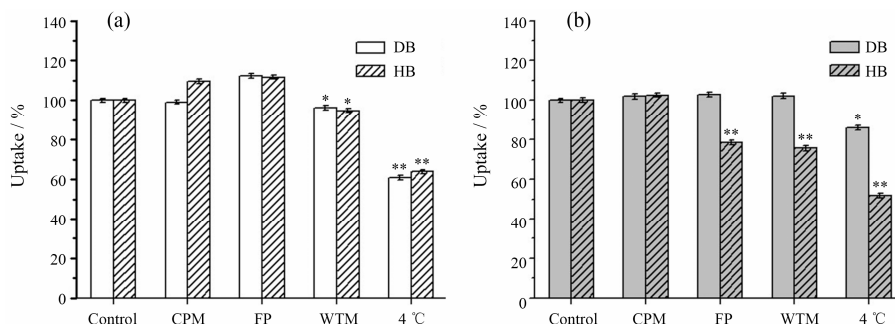 (a)
Uptake / %
140
120
100
80
60
40
20
0
DB
HB
*
*
**
**
Control
CPM
FP
WTM
4 ℃
(b)
Uptake / %
140
120
100
80
60
40
20
0
DB
HB
**
**
*
**
Control
CPM
FP
WTM
4 ℃